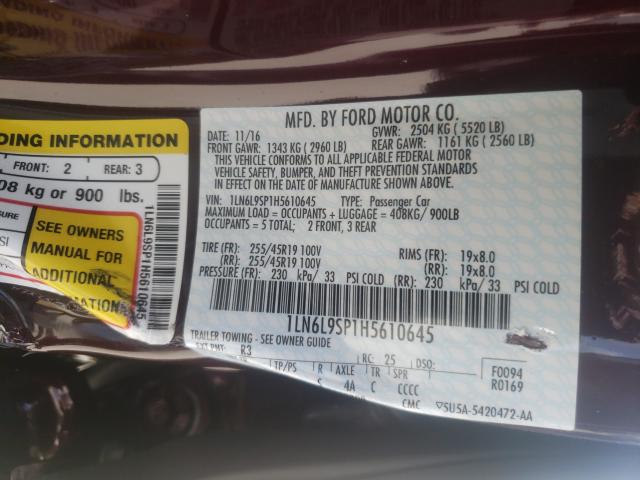 DING INFORMATION
FRONT: 2 REAR: 3
08 kg or 900 lbs.
SEE OWNERS
MANUAL FOR
ADDITIONAL
1LN6L9SP1H5610645
MFD. BY FORD MOTOR CO.
DATE: 11/16 GVWR: 2504 KG ( 5520 LB)
FRONT GAWR: 1343 KG ( 2960 LB) REAR GAWR: 1161 KG ( 2560 LB)
THIS VEHICLE CONFORMS TO ALL APPLICABLE FEDERAL MOTOR
VEHICLE SAFETY, BUMPER, AND THEFT PREVENTION STANDARDS
IN EFFECT ON THE DATE OF MANUFACTURE SHOWN ABOVE.
VIN: 1LN6L9SP1H5610645 TYPE: Passenger Car
MAXIMUM LOAD = OCCUPANTS + LUGGAGE = 408KG/ 900LB
OCCUPANTS = 5 TOTAL; 2 FRONT, 3 REAR
TIRE (FR): 255/45R19 100V RIMS (FR): 19x8.0
(RR): 255/45R19 100V (RR): 19x8.0
PRESSURE (FR): 230 kPa/ 33 PSI COLD (RR): 230 kPa/ 33 PSI COLD
1LN6L9SP1H5610645
TRAILER TOWING - SEE OWNER GUIDE
EXT PNT: R3 RC: 25 DSO: F0094
R0169
TP/PS R AXLE TR SPR
S 4A C CCCC
CMC ▽SU5A-5420472-AA